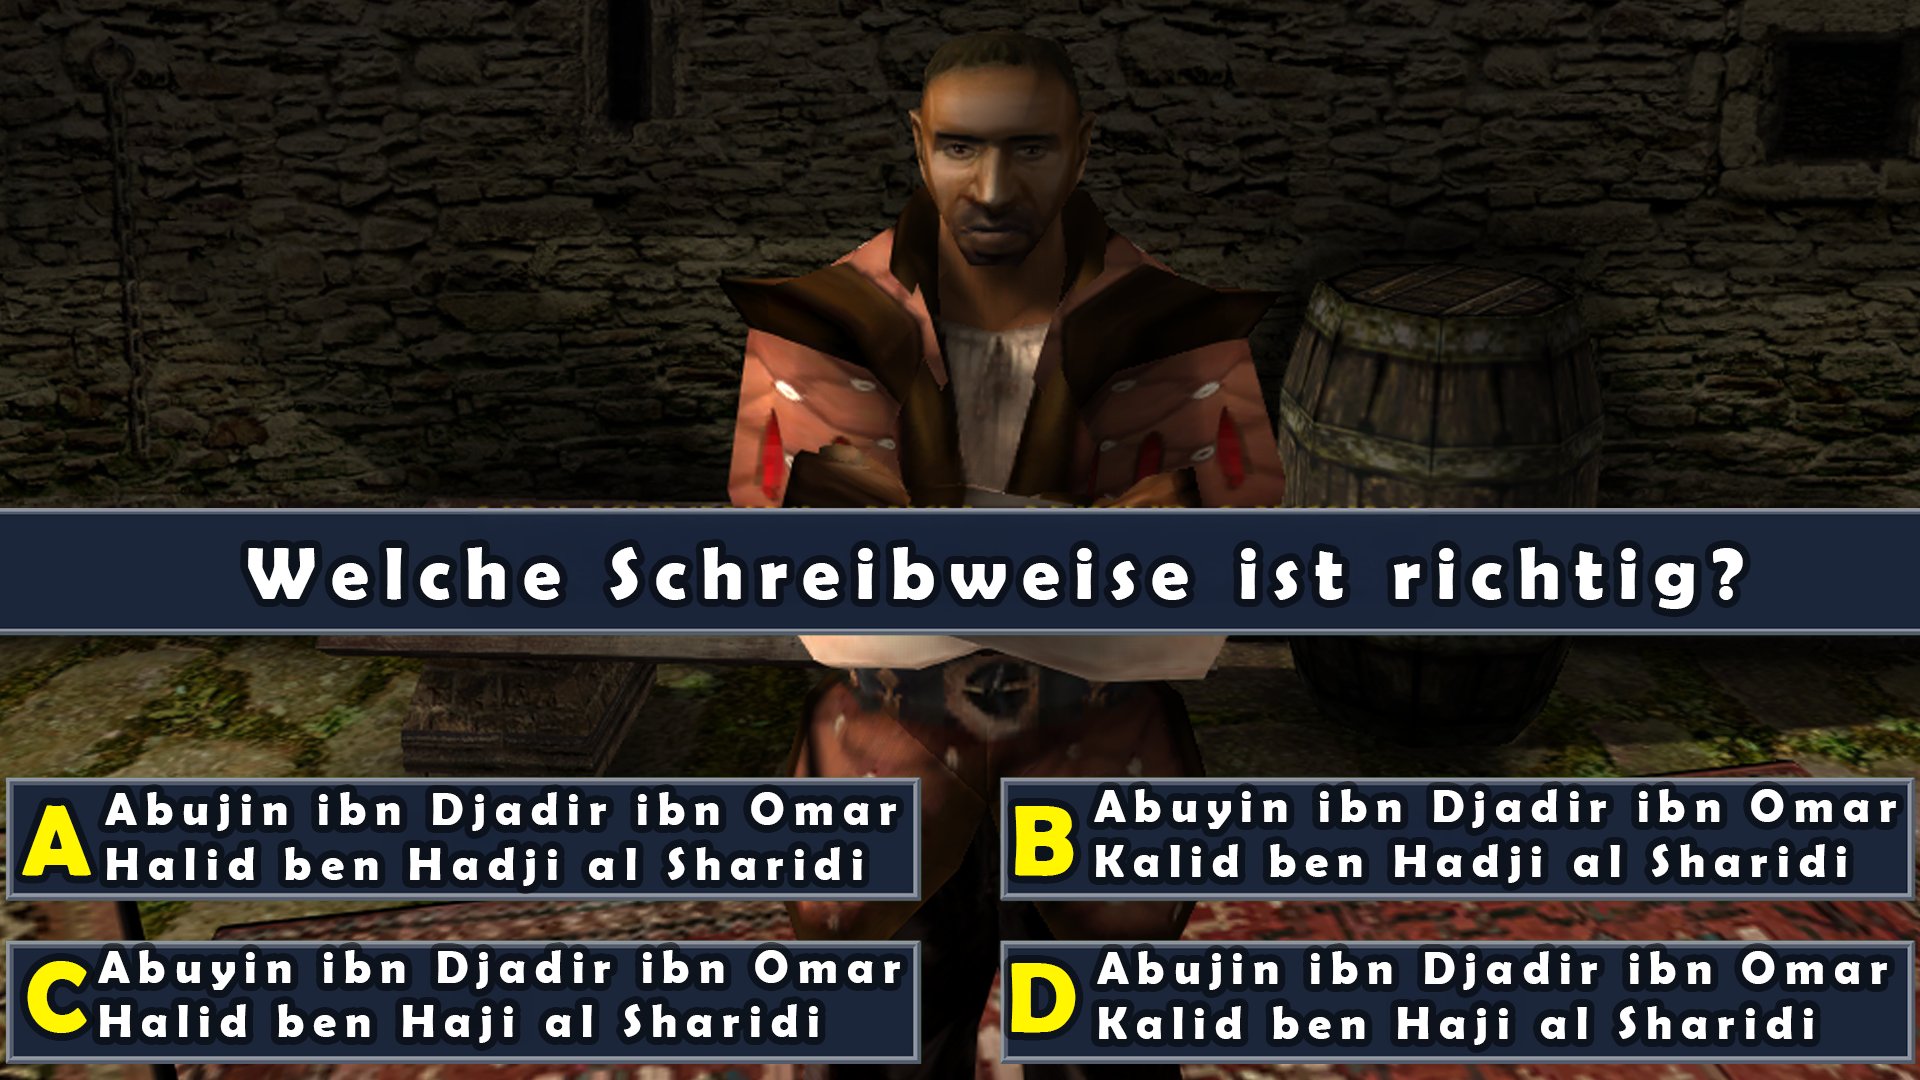 Welche Schreibweise ist richtig?
A
Abujin ibn Djadir ibn Omar
Halid ben Hadji al Sharidi
B
Abuyin ibn Djadir ibn Omar
Kalid ben Hadji al Sharidi
C
Abuyin ibn Djadir ibn Omar
Halid ben Haji al Sharidi
D
Abujin ibn Djadir ibn Omar
Kalid ben Haji al Sharidi